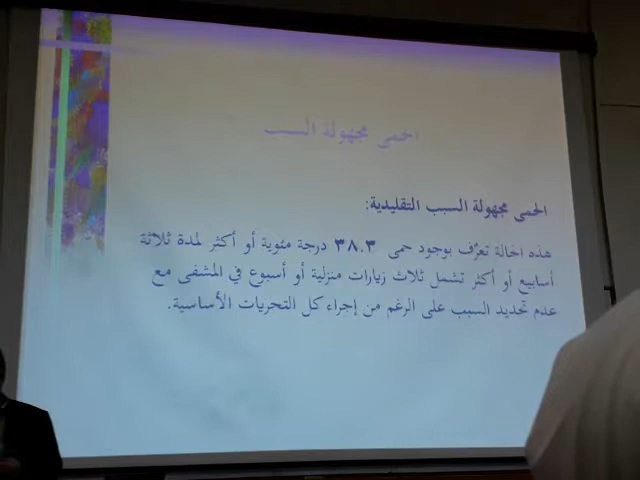 الحمى مجهولة السبب
الحمى مجهولة السبب التقليدية:
هذه الحالة تعرّف بوجود حمى ٣٨.٣ درجة مئوية أو أكثر لمدة ثلاثة
أسابيع أو أكثر تشمل ثلاث زيارات منزلية أو أسبوع في المشفى مع
عدم تحديد السبب على الرغم من إجراء كل التحريات الأساسية.